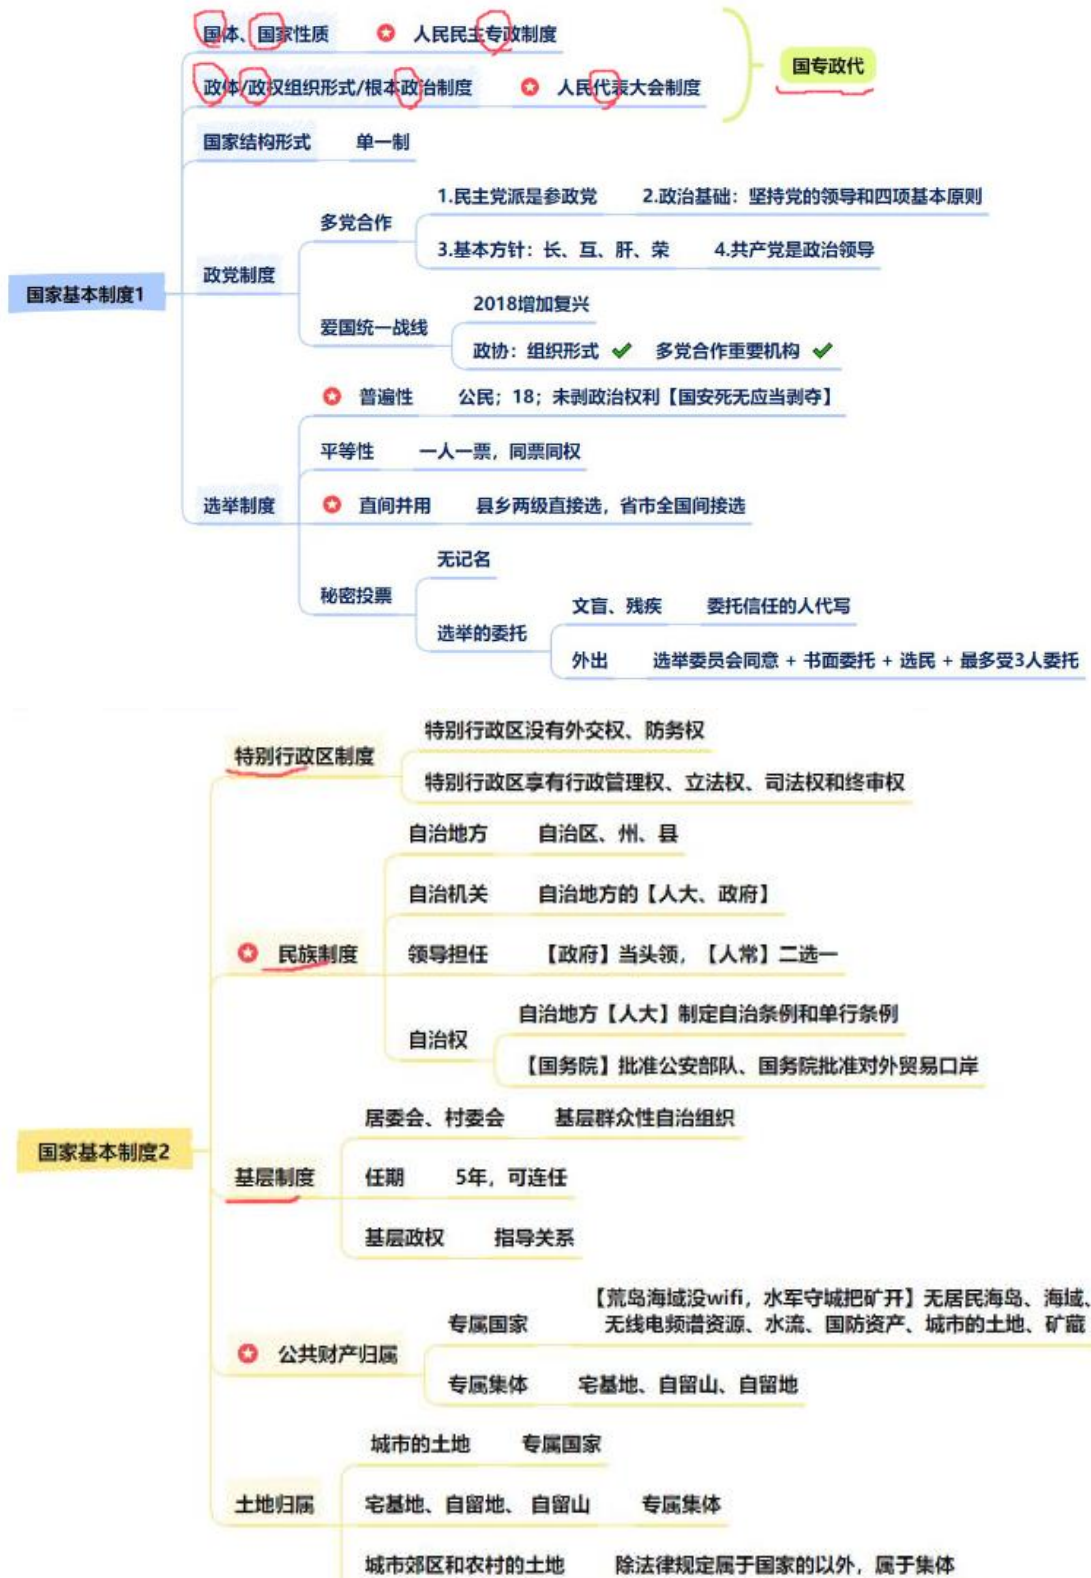 国体、国家性质 人民民主专政制度
政体/政权组织形式/根本政治制度 人民代表大会制度
国专政代
国家结构形式 单一制
国家基本制度1
政党制度
多党合作
1.民主党派是参政党 2.政治基础：坚持党的领导和四项基本原则
3.基本方针：长、互、肝、荣 4.共产党是政治领导
爱国统一战线
2018增加复兴
政协：组织形式 多党合作重要机构
选举制度
普遍性 公民；18；未剥政治权利【国安死无应当剥夺】
平等性 一人一票，同票同权
直间并用 县乡两级直接选，省市全国间接选
秘密投票
无记名
选举的委托
文盲、残疾 委托信任的人代写
外出 选举委员会同意 + 书面委托 + 选民 + 最多受3人委托
国家基本制度2
特别行政区制度
特别行政区没有外交权、防务权
特别行政区享有行政管理权、立法权、司法权和终审权
民族制度
自治地方 自治区、州、县
自治机关 自治地方的【人大、政府】
领导担任 【政府】当头领，【人常】二选一
自治权
自治地方【人大】制定自治条例和单行条例
【国务院】批准公安部队、国务院批准对外贸易口岸
基层制度
居委会、村委会 基层群众性自治组织
任期 5年，可连任
基层政权 指导关系
公共财产归属
专属国家
【荒岛海域没wifi，水军守城把矿开】无居民海岛、海域、
无线电频谱资源、水流、国防资产、城市的土地、矿藏
专属集体 宅基地、自留山、自留地
土地归属
城市的土地 专属国家
宅基地、自留地、 自留山 专属集体
城市郊区和农村的土地 除法律规定属于国家的以外，属于集体